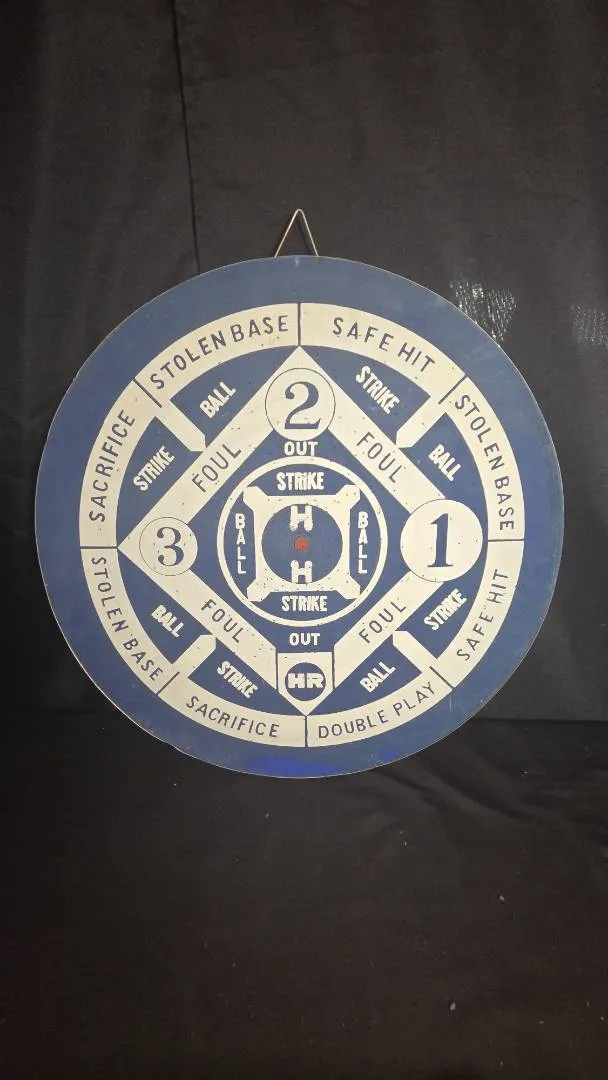 STOLEN BASE
SAFE HIT
STOLEN BASE
SAFE HIT
DOUBLE PLAY
SACRIFICE
STOLEN BASE
SACRIFICE
BALL
STRIKE
BALL
STRIKE
BALL
STRIKE
BALL
STRIKE
2
OUT
FOUL
FOUL
STRIKE
BALL
H
BALL
H
STRIKE
3
1
FOUL
FOUL
OUT
HR